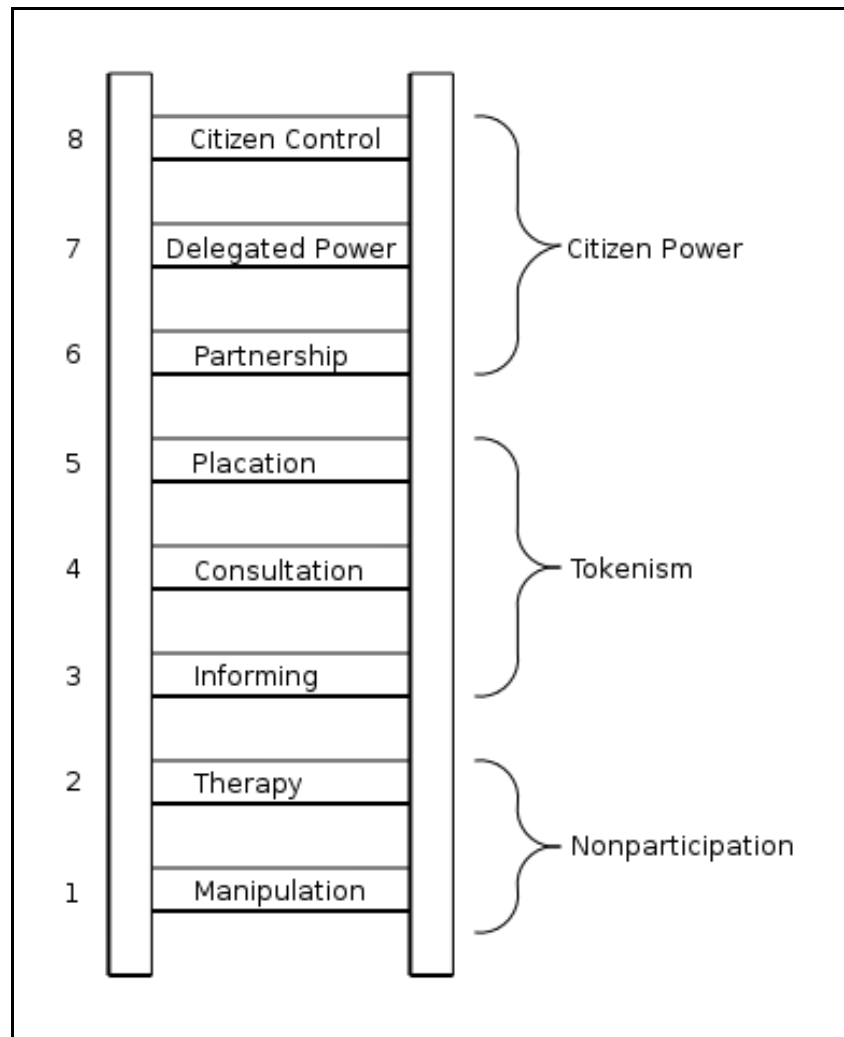 8 Citizen Control
7 Delegated Power
Citizen Power
6 Partnership
5 Placation
4 Consultation
Tokenism
3 Informing
2 Therapy
Nonparticipation
1 Manipulation